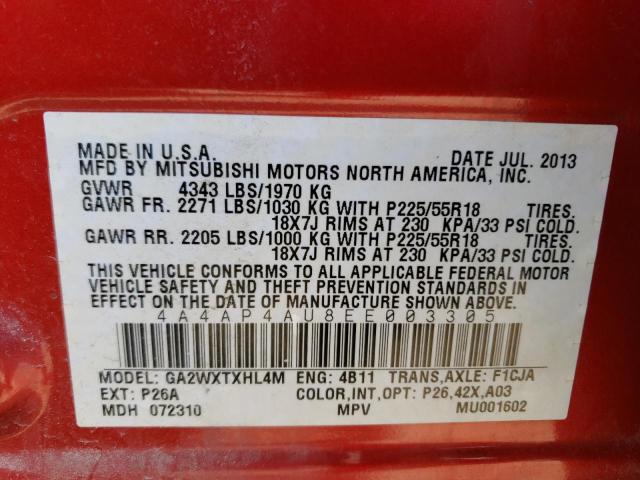 MADE IN U.S.A. DATE JUL. 2013
MFD BY MITSUBISHI MOTORS NORTH AMERICA, INC.
GVWR 4343 LBS/1970 KG
GAWR FR. 2271 LBS/1030 KG WITH P225/55R18 TIRES.
18X7J RIMS AT 230 KPA/33 PSI COLD.
GAWR RR. 2205 LBS/1000 KG WITH P225/55R18 TIRES.
18X7J RIMS AT 230 KPA/33 PSI COLD.
THIS VEHICLE CONFORMS TO ALL APPLICABLE FEDERAL MOTOR
VEHICLE SAFETY AND THEFT PREVENTION STANDARDS IN
EFFECT ON THE DATE OF MANUFACTURE SHOWN ABOVE.
4A4AP4AU8EE003305
MODEL: GA2WXTXHL4M ENG: 4B11 TRANS,AXLE: F1CJA
EXT: P26A COLOR,INT,OPT: P26,42X,A03
MDH 072310 MPV MU001602